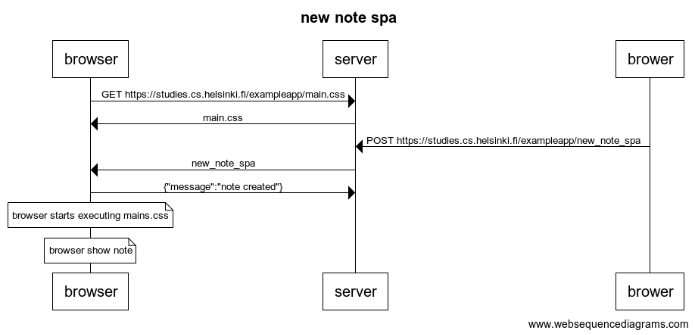 new note spa
browser server brower
GET https://studies.cs.helsinki.fi/exampleapp/main.css
main.css
POST https://studies.cs.helsinki.fi/exampleapp/new_note_spa
new_note_spa
{"message":"note created"}
browser starts executing mains.css
browser show note
browser server brower
www.websequencediagrams.com